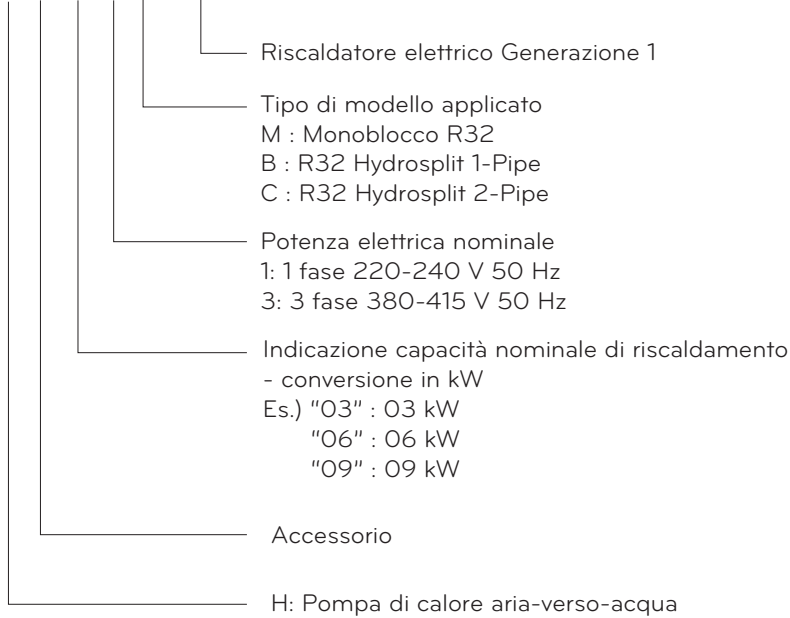 Riscaldatore elettrico Generazione 1
Tipo di modello applicato
M : Monoblocco R32
B : R32 Hydrosplit 1-Pipe
C : R32 Hydrosplit 2-Pipe
Potenza elettrica nominale
1: 1 fase 220-240 V 50 Hz
3: 3 fase 380-415 V 50 Hz
Indicazione capacità nominale di riscaldamento
- conversione in kW
Es.) "03" : 03 kW
"06" : 06 kW
"09" : 09 kW
Accessorio
H: Pompa di calore aria-verso-acqua